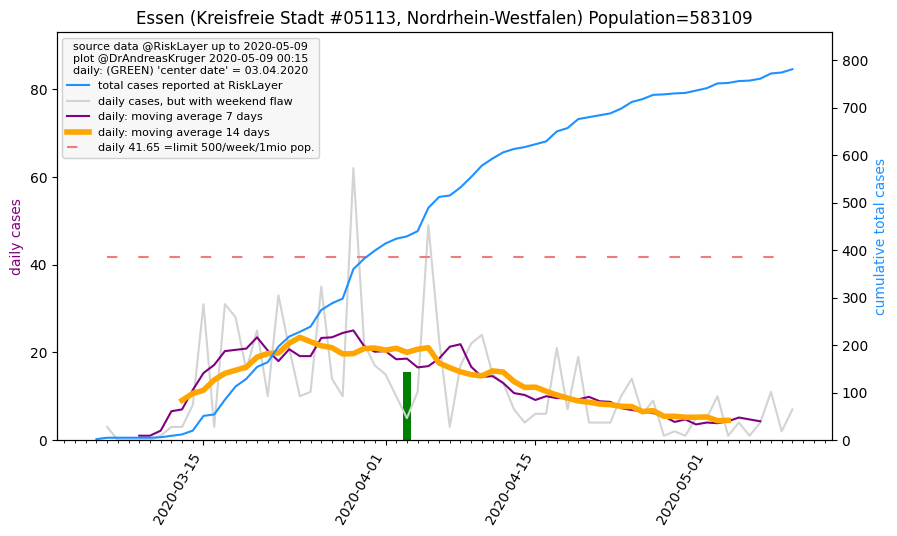 Essen (Kreisfreie Stadt #05113, Nordrhein-Westfalen) Population=583109
source data @RiskLayer up to 2020-05-09
plot @DrAndreasKruger 2020-05-09 00:15
daily: (GREEN) 'center date' = 03.04.2020
total cases reported at RiskLayer
daily cases, but with weekend flaw
daily: moving average 7 days
daily: moving average 14 days
daily 41.65 =limit 500/week/1mio pop.
daily cases
80
60
40
20
0
cumulative total cases
800
700
600
500
400
300
200
100
0
2020-03-15
2020-04-01
2020-04-15
2020-05-01